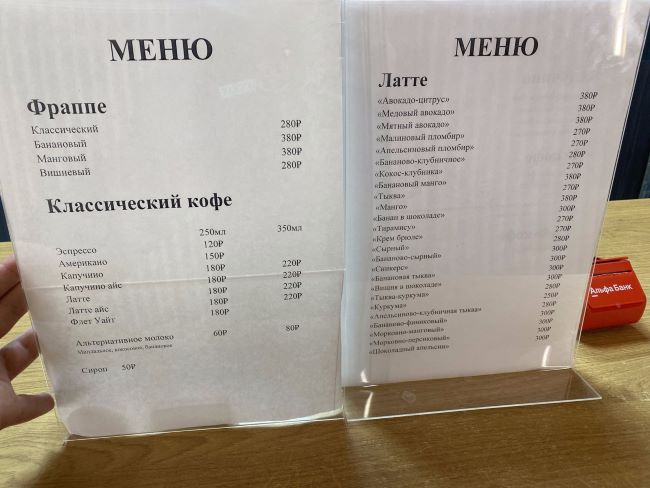 МЕНЮ
Фраппе
Классический 280₽
Банановый 380₽
Манговый 380₽
Вишневый 280₽
Классический кофе
250мл 350мл
Эспрессо 120₽
Американо 150₽
Капучино 180₽ 220₽
Капучино айс 180₽ 220₽
Латте 180₽ 220₽
Латте айс 180₽ 220₽
Флет Уайт 180₽
Альтернативное молоко 60₽ 80₽
Миндальное, кокосовое, банановое
Сироп 50₽
МЕНЮ
Латте
«Авокадо-цитрус» 380₽
«Медовый авокадо» 380₽
«Мятный авокадо» 380₽
«Малиновый пломбир» 270₽
«Апельсиновый пломбир» 270₽
«Бананово-клубничное» 280₽
«Кокос-клубника» 270₽
«Банановый манго» 380₽
«Тыква» 270₽
«Манго» 380₽
«Банан в шоколаде» 300₽
«Тирамису» 270₽
«Крем брюле» 280₽
«Сырный» 300₽
«Бананово-сырный» 300₽
«Сникерс» 300₽
«Банановая тыква» 300₽
«Вишня в шоколаде» 300₽
«Тыква-куркума» 280₽
«Куркума» 250₽
«Апельсиново-клубничная тыква» 280₽
«Бананово-финиковый» 300₽
«Морковно-манговый» 300₽
«Морковно-персиковый» 300₽
«Шоколадный апельсин» 300₽
Альфа Банк